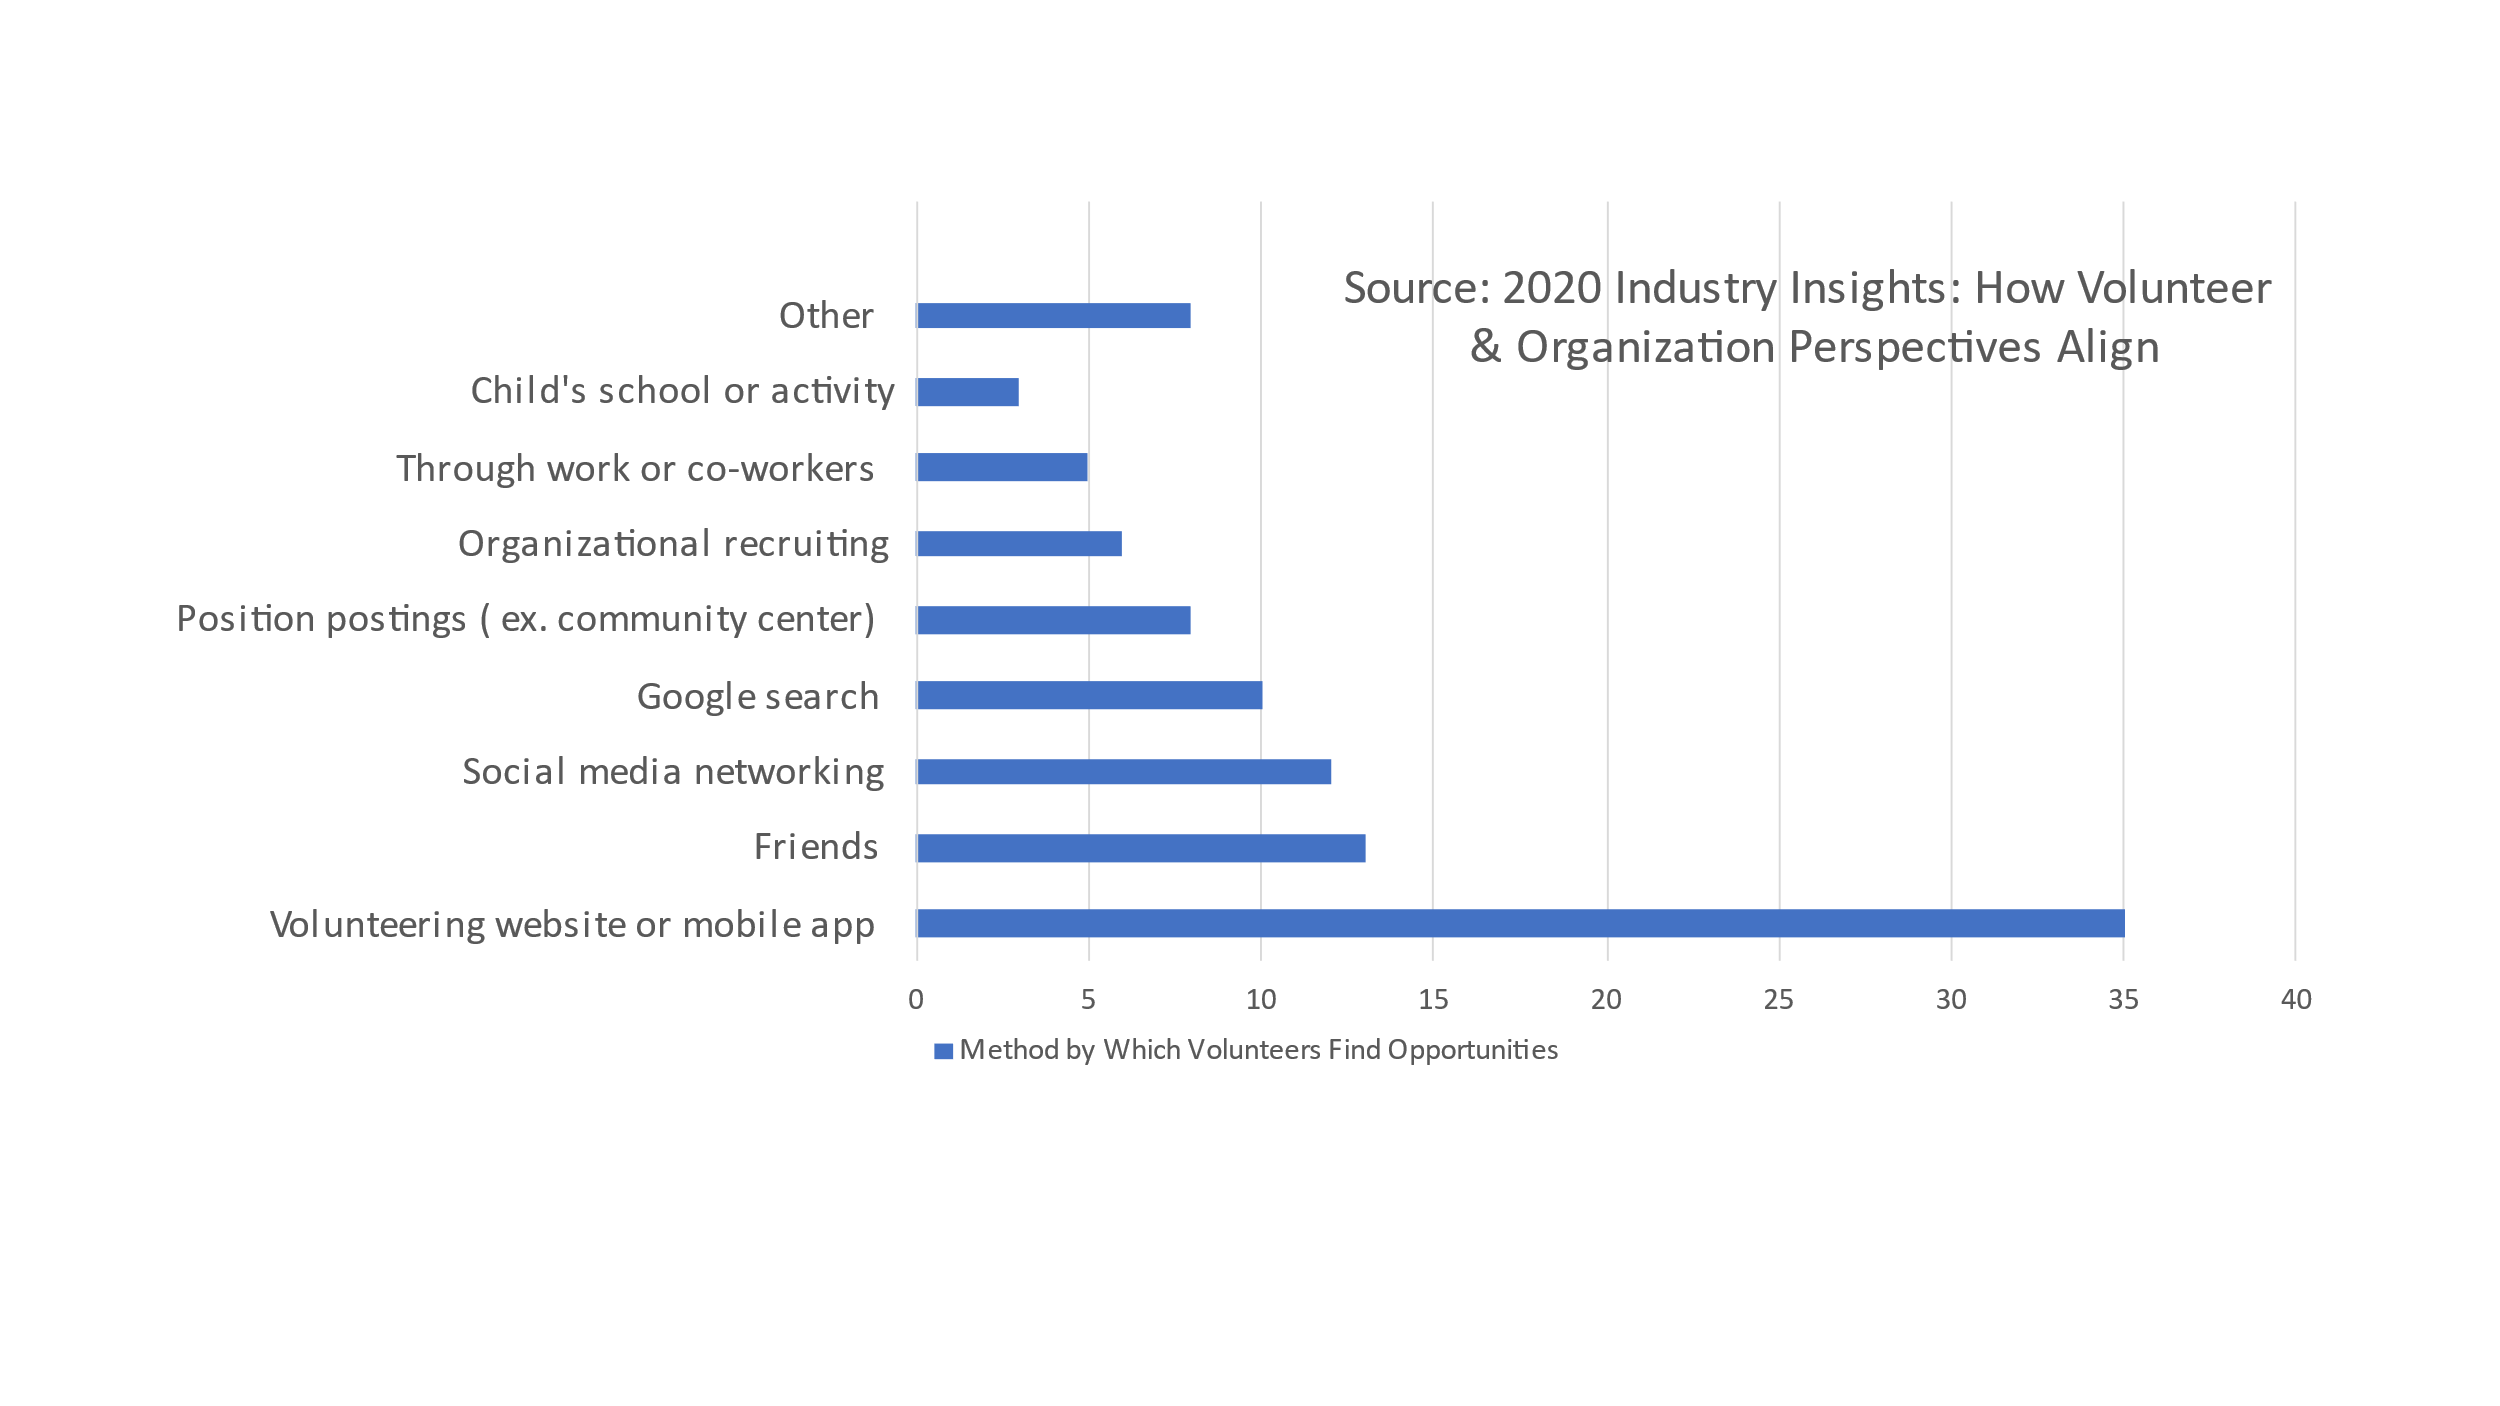 Source: 2020 Industry Insights: How Volunteer
& Organization Perspectives Align
Other
Child's school or activity
Through work or co-workers
Organizational recruiting
Position postings ( ex. community center)
Google search
Social media networking
Friends
Volunteering website or mobile app
0 5 10 15 20 25 30 35 40
Method by Which Volunteers Find Opportunities